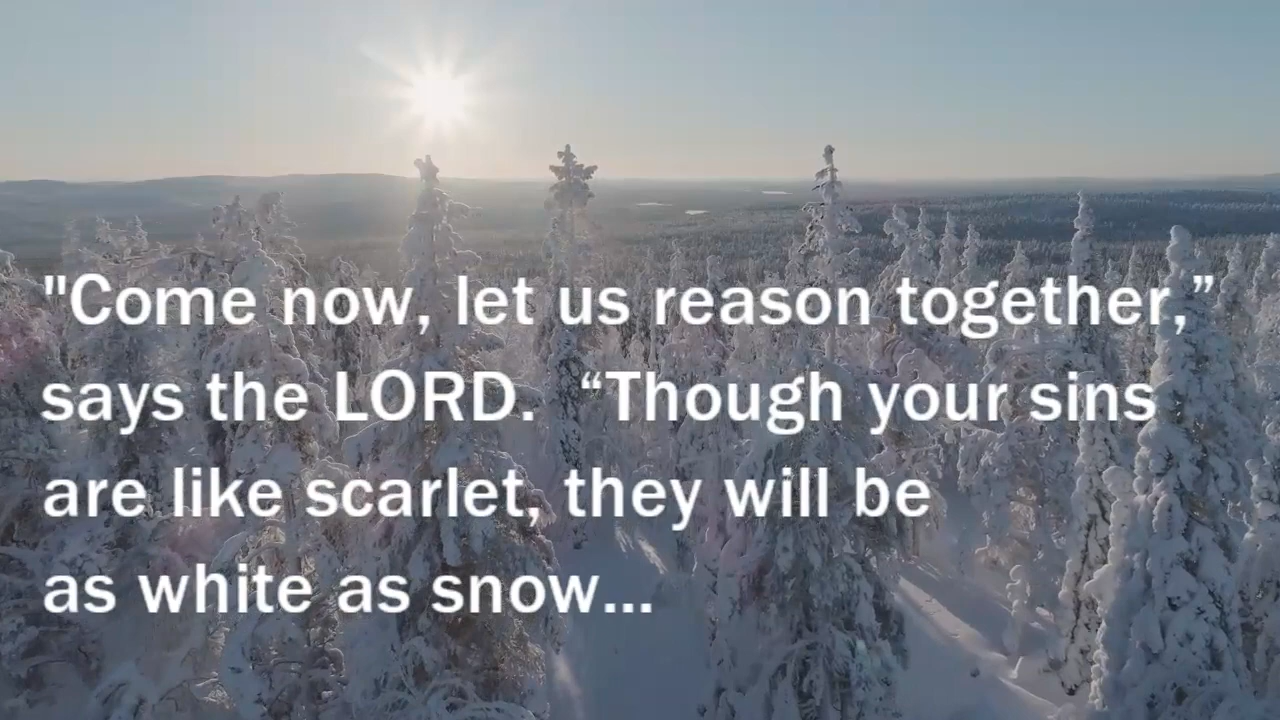 "Come now, let us reason together,”
says the LORD.  “Though your sins
are like scarlet, they will be
as white as snow...